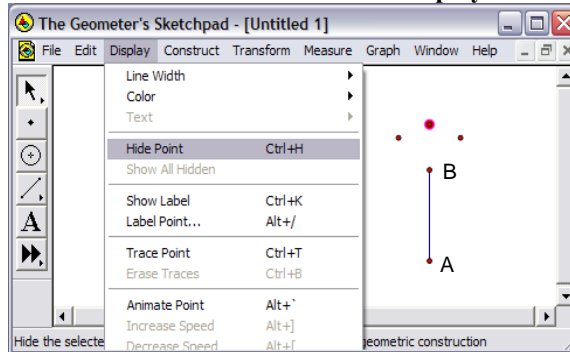 The Geometer's Sketchpad - [Untitled 1]
File Edit Display Construct Transform Measure Graph Window Help
Line Width
Color
Text
Hide Point Ctrl+H
Show All Hidden
Show Label Ctrl+K
Label Point... Alt+/
Trace Point Ctrl+T
Erase Traces Ctrl+B
Animate Point Alt+`
Increase Speed Alt+]
Decrease Speed Alt+[
A
B
A
Hide the selecte
geometric construction